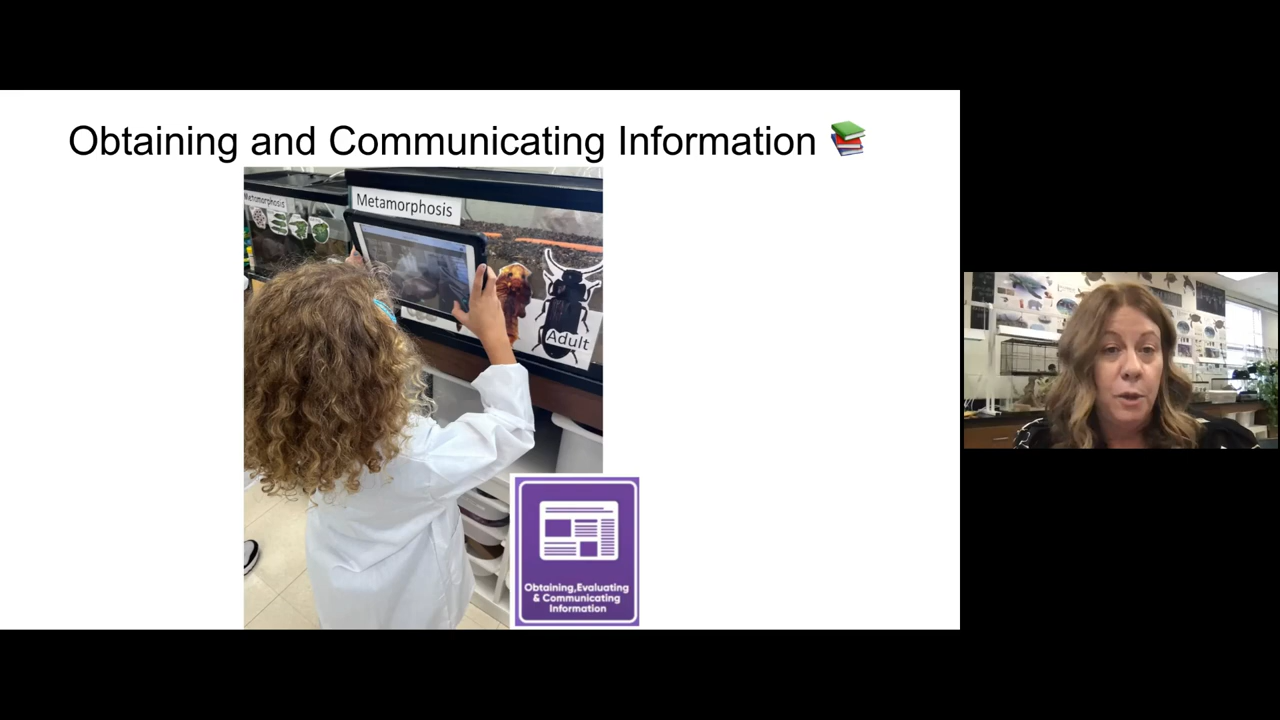 Obtaining and Communicating Information 📚
Metamorphosis
Metamorphosis
Adult
Obtaining,Evaluating
& Communicating
Information